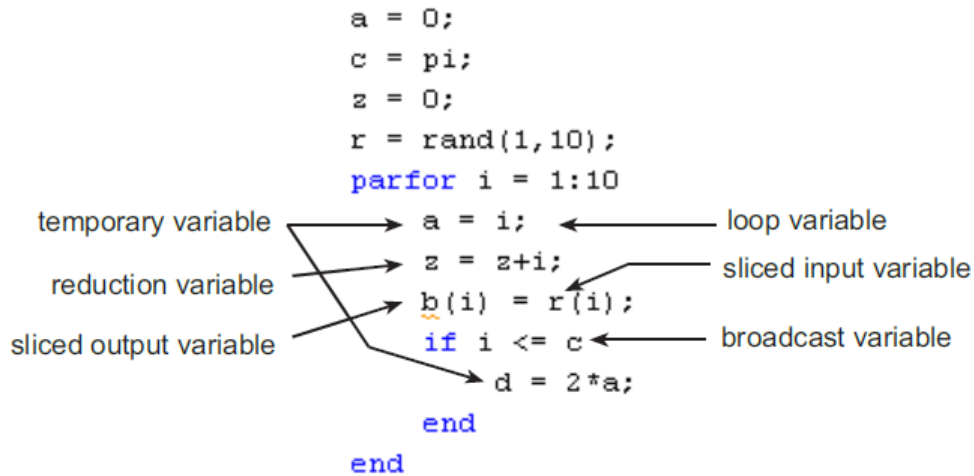 a = 0;
c = pi;
z = 0;
r = rand(1,10);
parfor i = 1:10
temporary variable
a = i;
loop variable
reduction variable
z = z+i;
sliced input variable
sliced output variable
b(i) = r(i);
if i <= c
broadcast variable
d = 2*a;
end
end